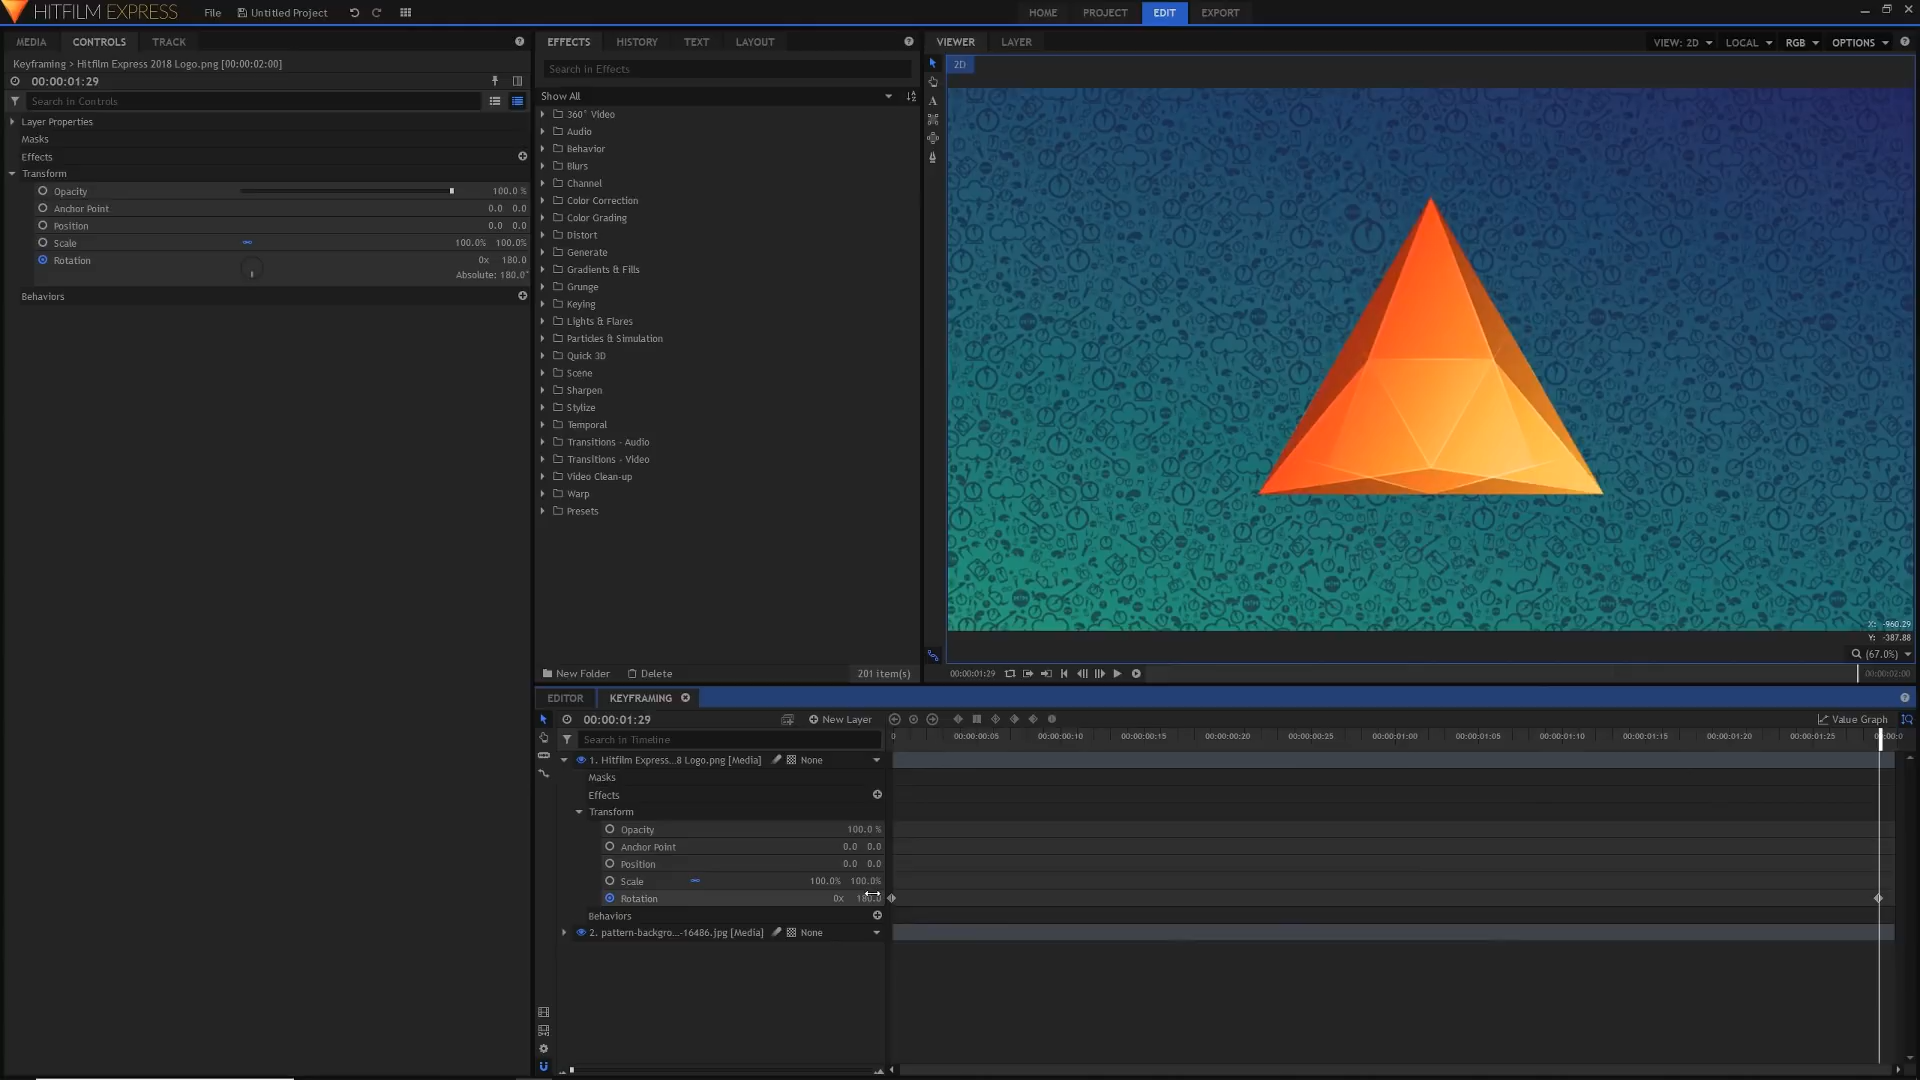 HITFILM EXPRESS File Untitled Project HOME PROJECT EDIT EXPORT
MEDIA CONTROLS TRACK
Keyframing > Hitfilm Express 2018 Logo.png [00:00:02:00]
00:00:01:29
Search in Controls
Layer Properties
Masks
Effects
Transform
Opacity 100.0 %
Anchor Point 0.0 0.0
Position 0.0 0.0
Scale 100.0% 100.0%
Rotation 0x 180.0
Absolute: 180.0°
Behaviors
EFFECTS HISTORY TEXT LAYOUT
Search in Effects
Show All
360° Video
Audio
Behavior
Blurs
Channel
Color Correction
Color Grading
Distort
Generate
Gradients & Fills
Grunge
Keying
Lights & Flares
Particles & Simulation
Quick 3D
Scene
Sharpen
Stylize
Temporal
Transitions - Audio
Transitions - Video
Video Clean-up
Warp
Presets
New Folder Delete 201 item(s)
VIEWER LAYER VIEW: 2D LOCAL RGB OPTIONS
2D
X: -960.29
Y: -387.88
(67.0%)
00:00:01:29 00:00:02:00
EDITOR KEYFRAMING
00:00:01:29 New Layer Value Graph
Search in Timeline
0 00:00:00:05 00:00:00:10 00:00:00:15 00:00:00:20 00:00:00:25 00:00:01:00 00:00:01:05 00:00:01:10 00:00:01:15 00:00:01:20 00:00:01:25
1. Hitfilm Express...8 Logo.png [Media] None
Masks
Effects
Transform
Opacity 100.0 %
Anchor Point 0.0 0.0
Position 0.0 0.0
Scale 100.0% 100.0%
Rotation 0x 180.0
Behaviors
2. pattern-backgro...-16486.jpg [Media] None